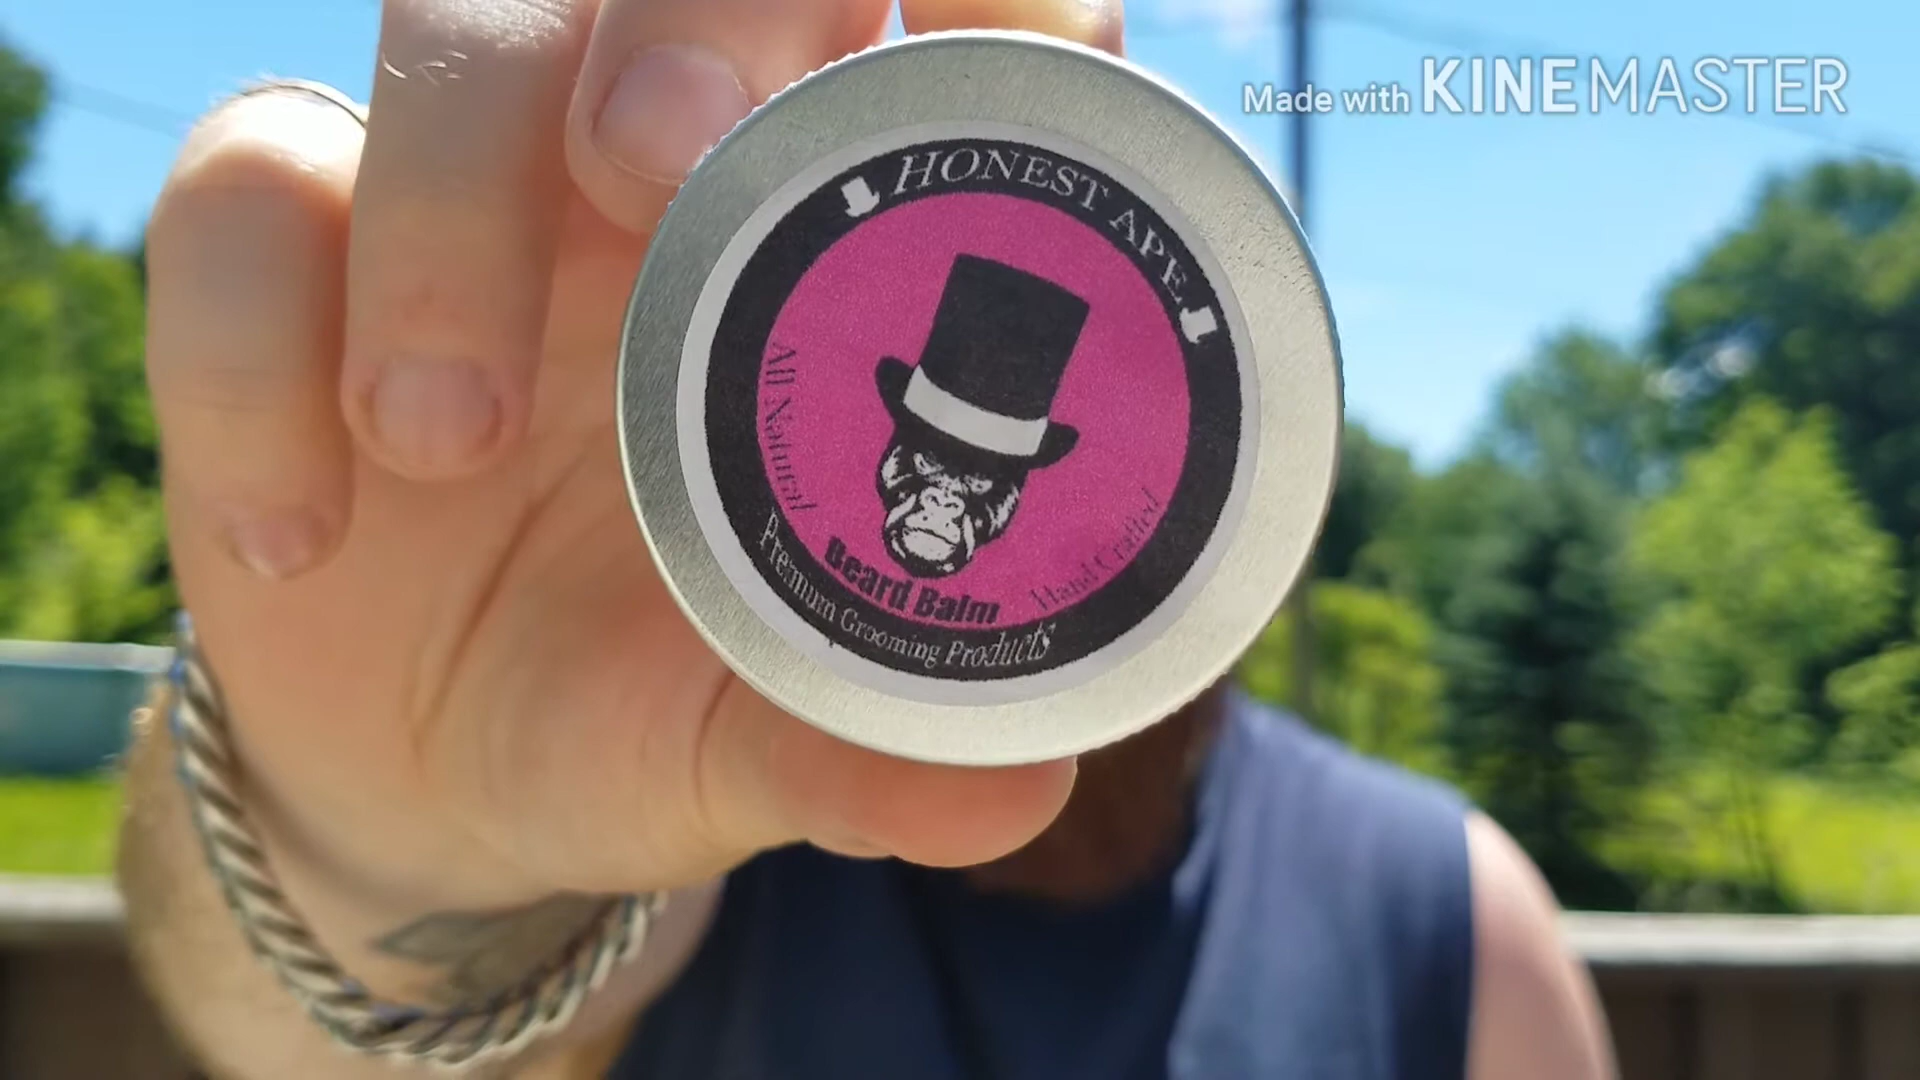 Made with KINEMASTER
HONEST APE
All Natural
Hand Crafted
Beard Balm
Premium Grooming Products